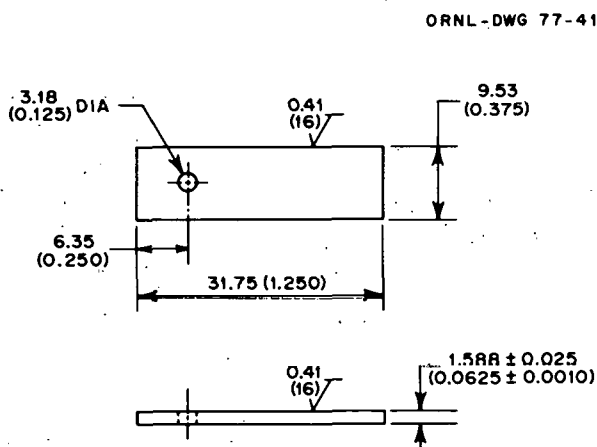 ORNL-DWG 77-41
3.18
(0.125) DIA
0.41
(16)
9.53
(0.375)
6.35
(0.250)
31.75 (1.250)
0.41
(16)
1.588 ± 0.025
(0.0625 ± 0.0010)